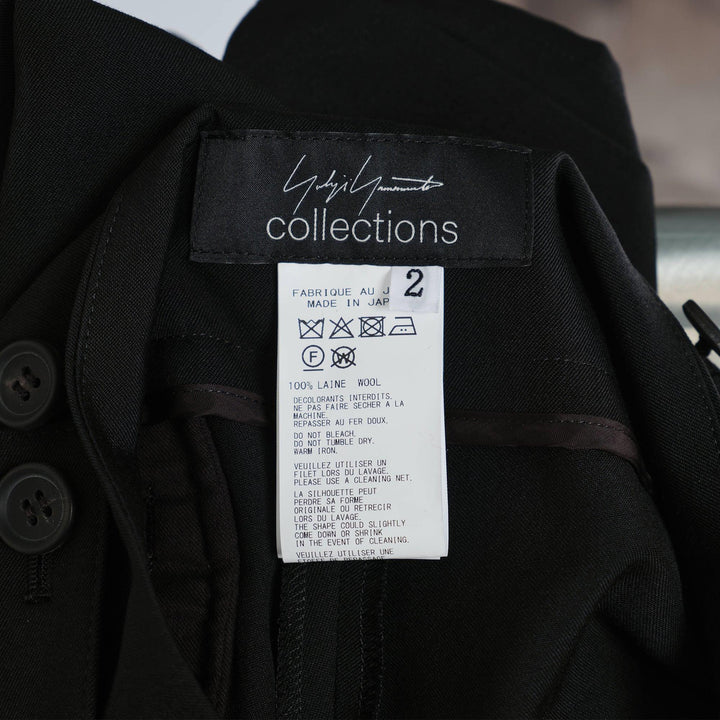 Yohji Yamamoto
collections
2
FABRIQUE AU J
MADE IN JAP
F
W
100% LAINE WOOL
DECOLORANTS INTERDITS.
NE PAS FAIRE SECHER A LA
MACHINE.
REPASSER AU FER DOUX.
DO NOT BLEACH.
DO NOT TUMBLE DRY.
WARM IRON.
VEUILLEZ UTILISER UN
FILET LORS DU LAVAGE.
PLEASE USE A CLEANING NET.
LA SILHOUETTE PEUT
PERDRE SA FORME
ORIGINALE OU RETRECIR
LORS DU LAVAGE.
THE SHAPE COULD SLIGHTLY
COME DOWN OR SHRINK
IN THE EVENT OF CLEANING.
VEUILLEZ UTILISER UNE